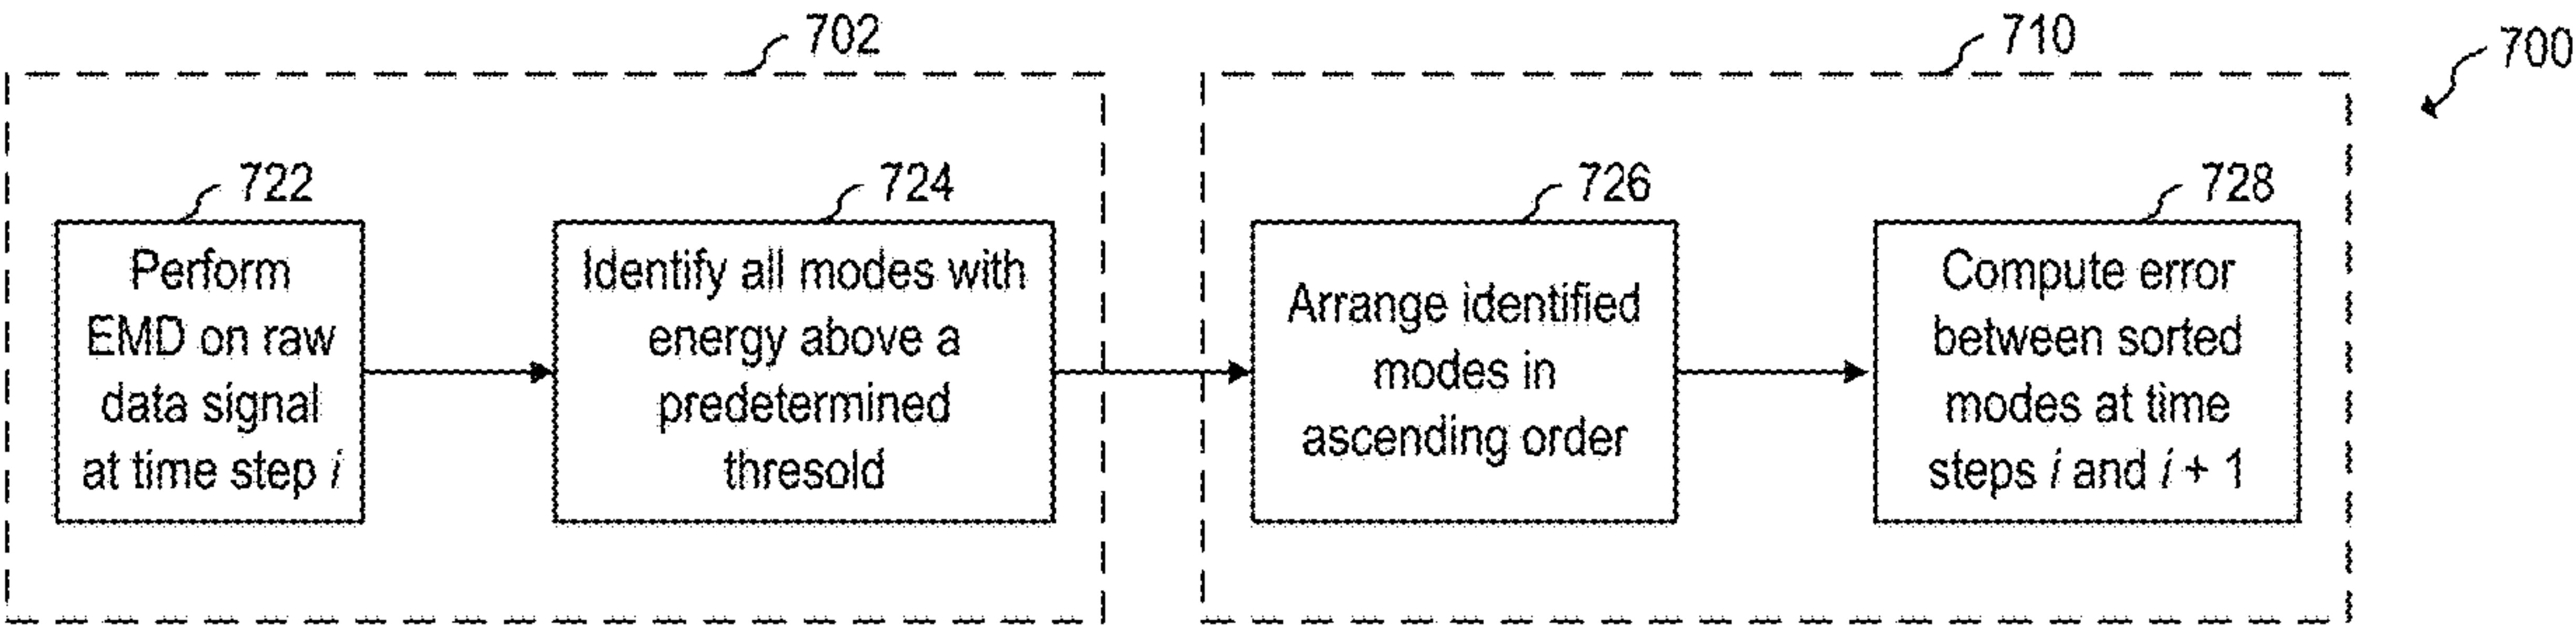 702
710
700
722
724
726
728
Perform
EMD on raw
data signal
at time step i
Identify all modes with
energy above a
predetermined
thresold
Arrange identified
modes in
ascending order
Compute error
between sorted
modes at time
steps i and i + 1